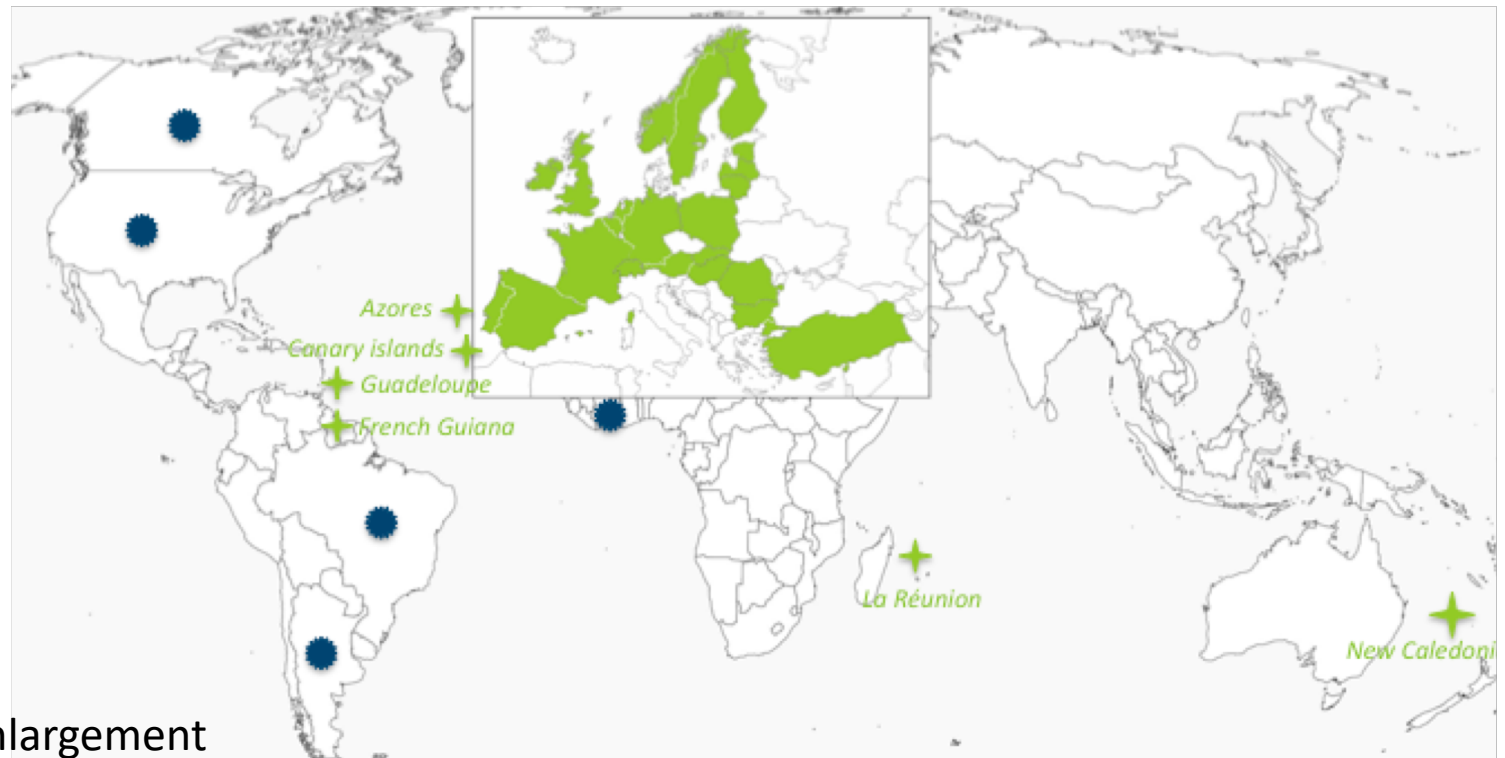 Azores
Canary islands
Guadeloupe
French Guiana
La Réunion
New Caledoni
nlargement